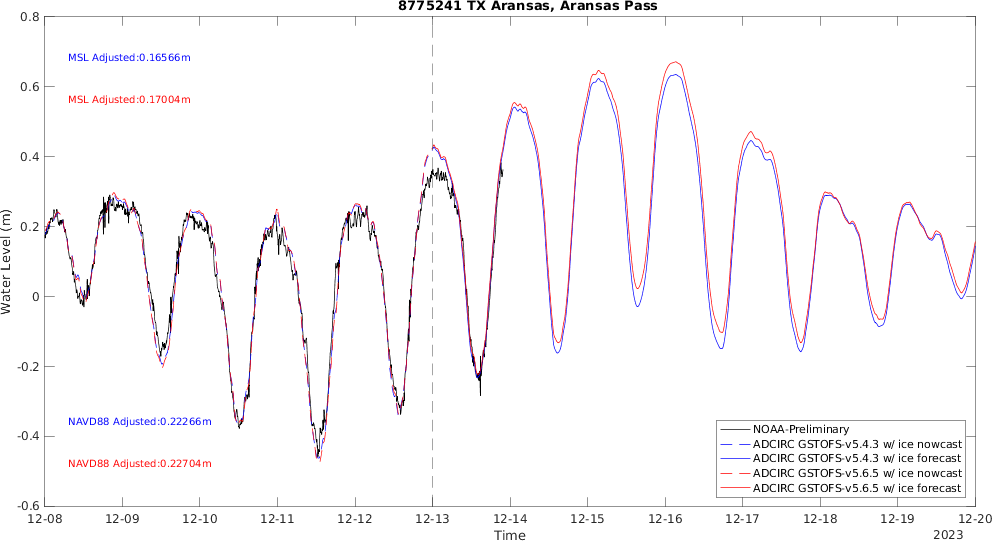 8775241 TX Aransas, Aransas Pass
0.8
0.6
0.4
0.2
0
-0.2
-0.4
-0.6
Water Level (m)
MSL Adjusted:0.16566m
MSL Adjusted:0.17004m
NAVD88 Adjusted:0.22266m
NAVD88 Adjusted:0.22704m
NOAA-Preliminary
ADCIRC GSTOFS-v5.4.3 w/ ice nowcast
ADCIRC GSTOFS-v5.4.3 w/ ice forecast
ADCIRC GSTOFS-v5.6.5 w/ ice nowcast
ADCIRC GSTOFS-v5.6.5 w/ ice forecast
12-08 12-09 12-10 12-11 12-12 12-13 12-14 12-15 12-16 12-17 12-18 12-19 12-20
Time
2023